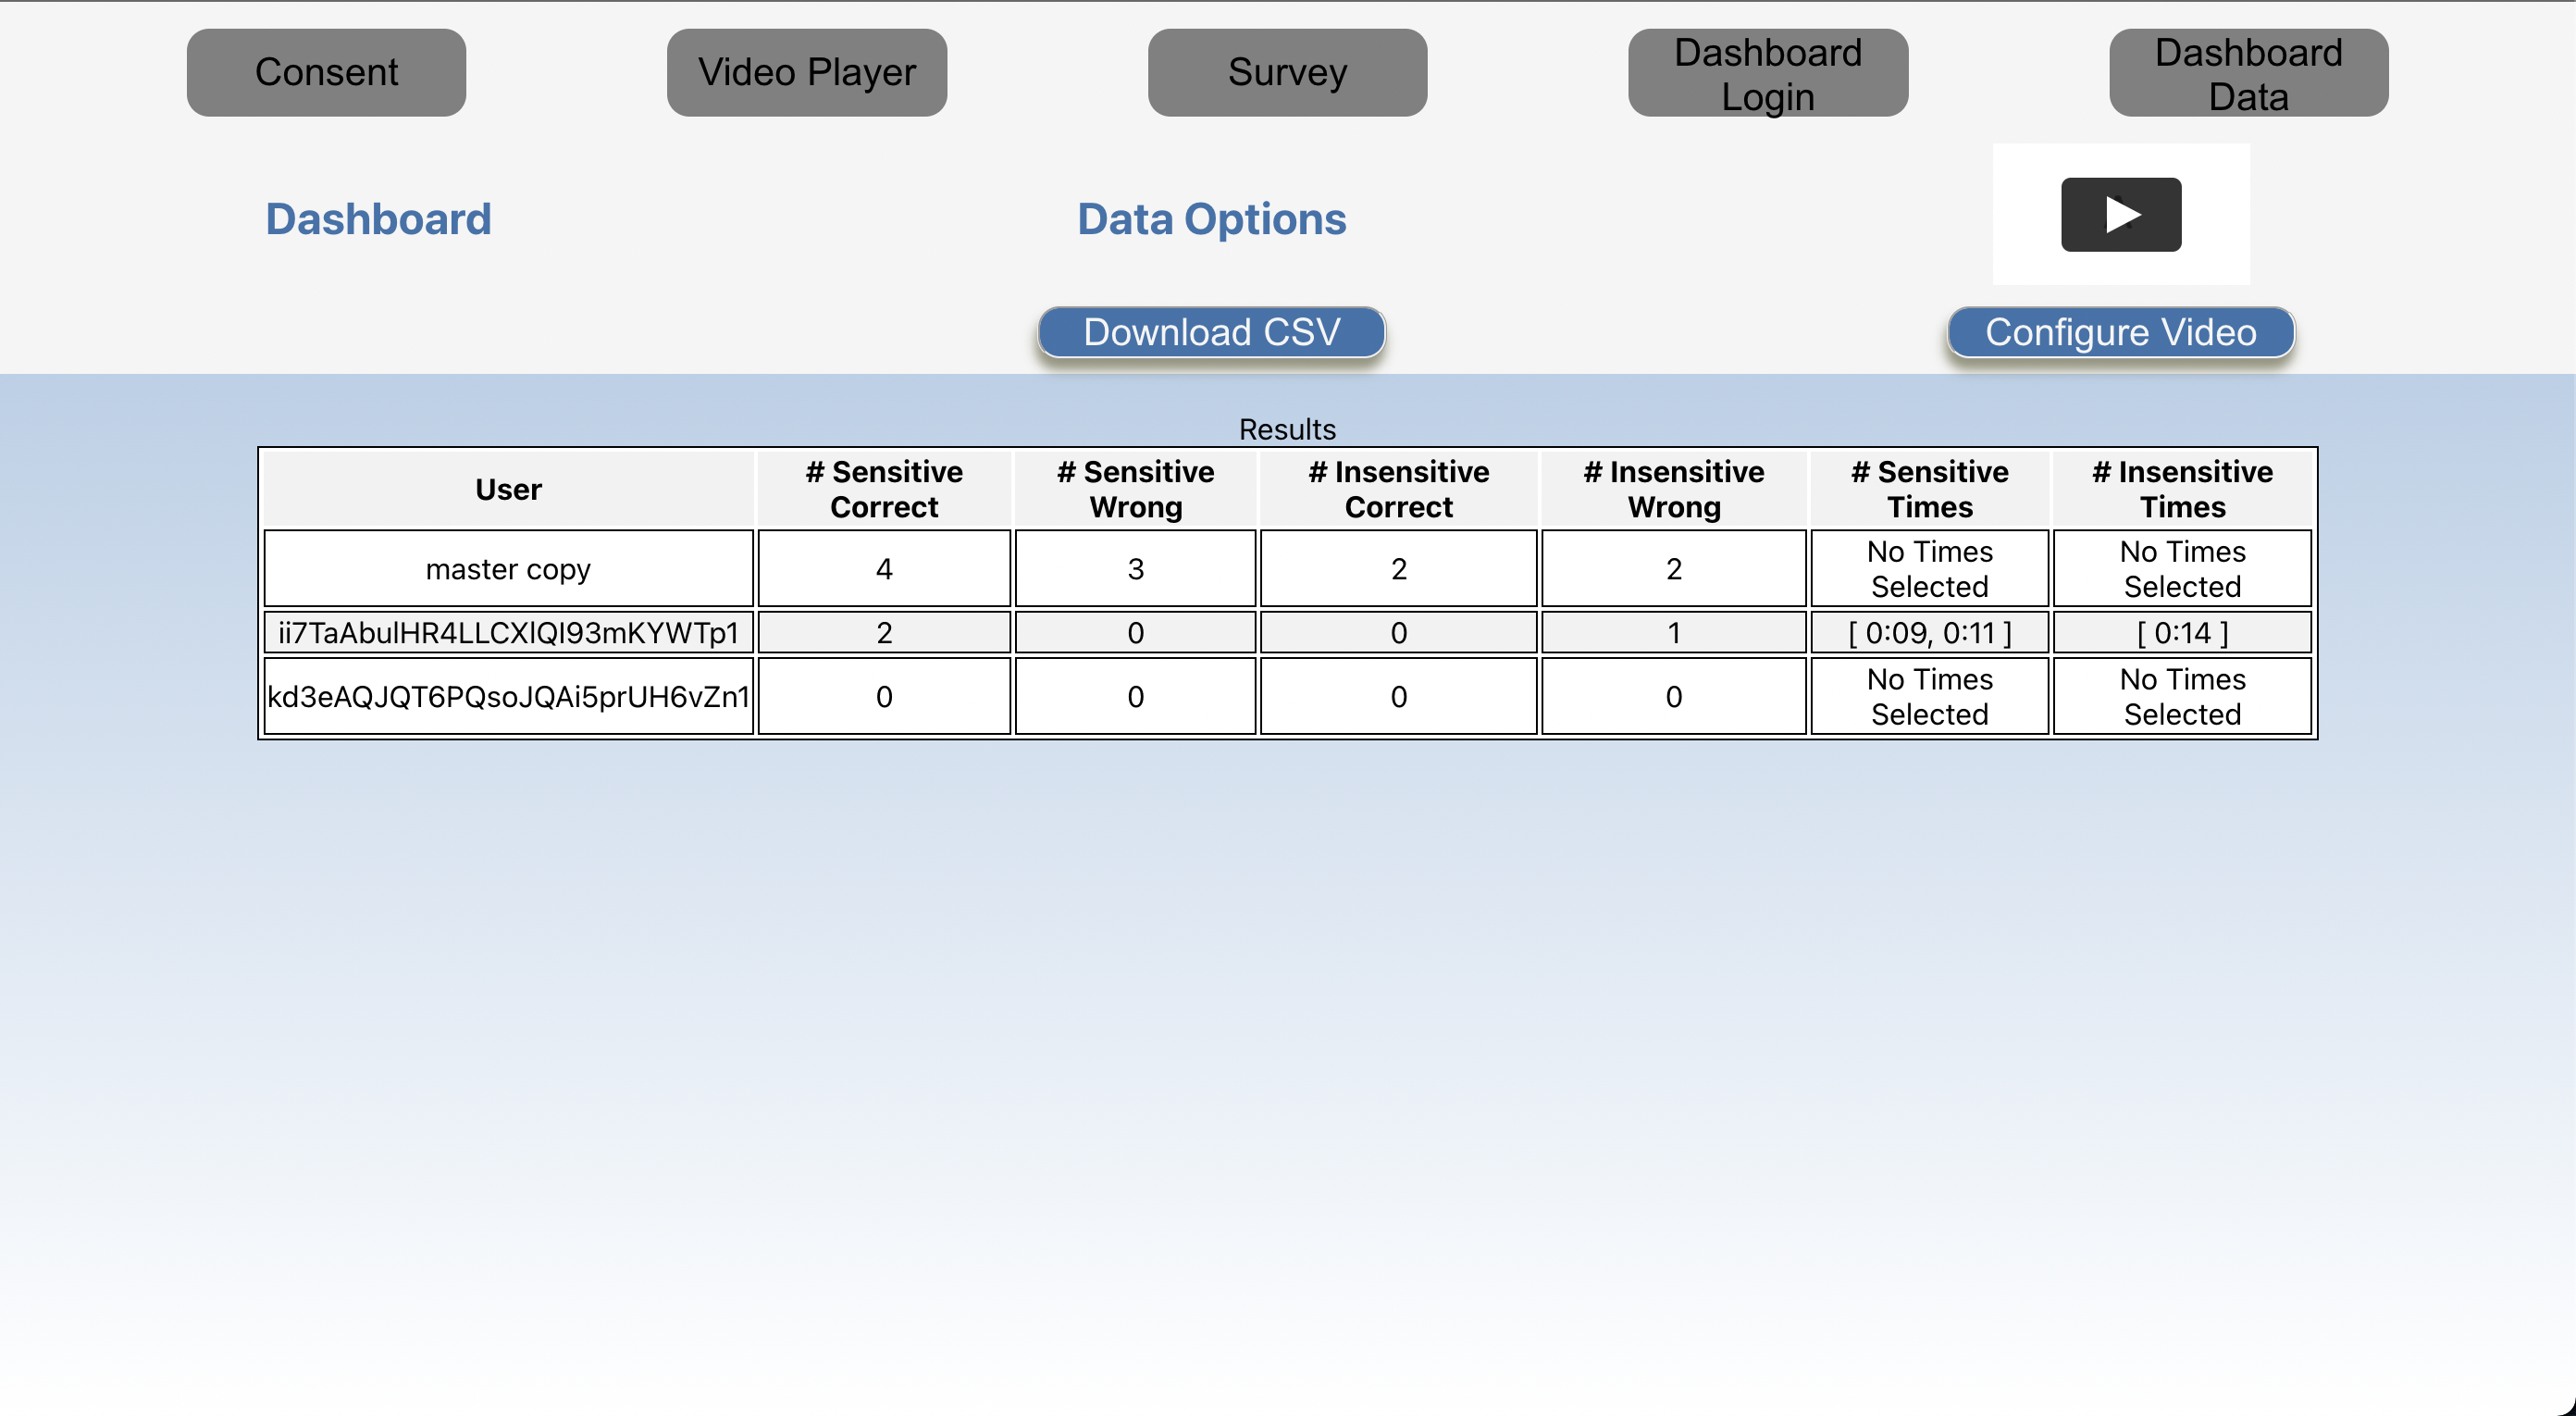 Consent
Video Player
Survey
Dashboard
Login
Dashboard
Data
Dashboard
Data Options
Download CSV
Configure Video
Results
User
# Sensitive
Correct
# Sensitive
Wrong
# Insensitive
Correct
# Insensitive
Wrong
# Sensitive
Times
# Insensitive
Times
master copy
4
3
2
2
No Times
Selected
No Times
Selected
ii7TaAbulHR4LLCXlQI93mKYWTp1
2
0
0
1
[ 0:09, 0:11 ]
[ 0:14 ]
kd3eAQJQT6PQsoJQAi5prUH6vZn1
0
0
0
0
No Times
Selected
No Times
Selected